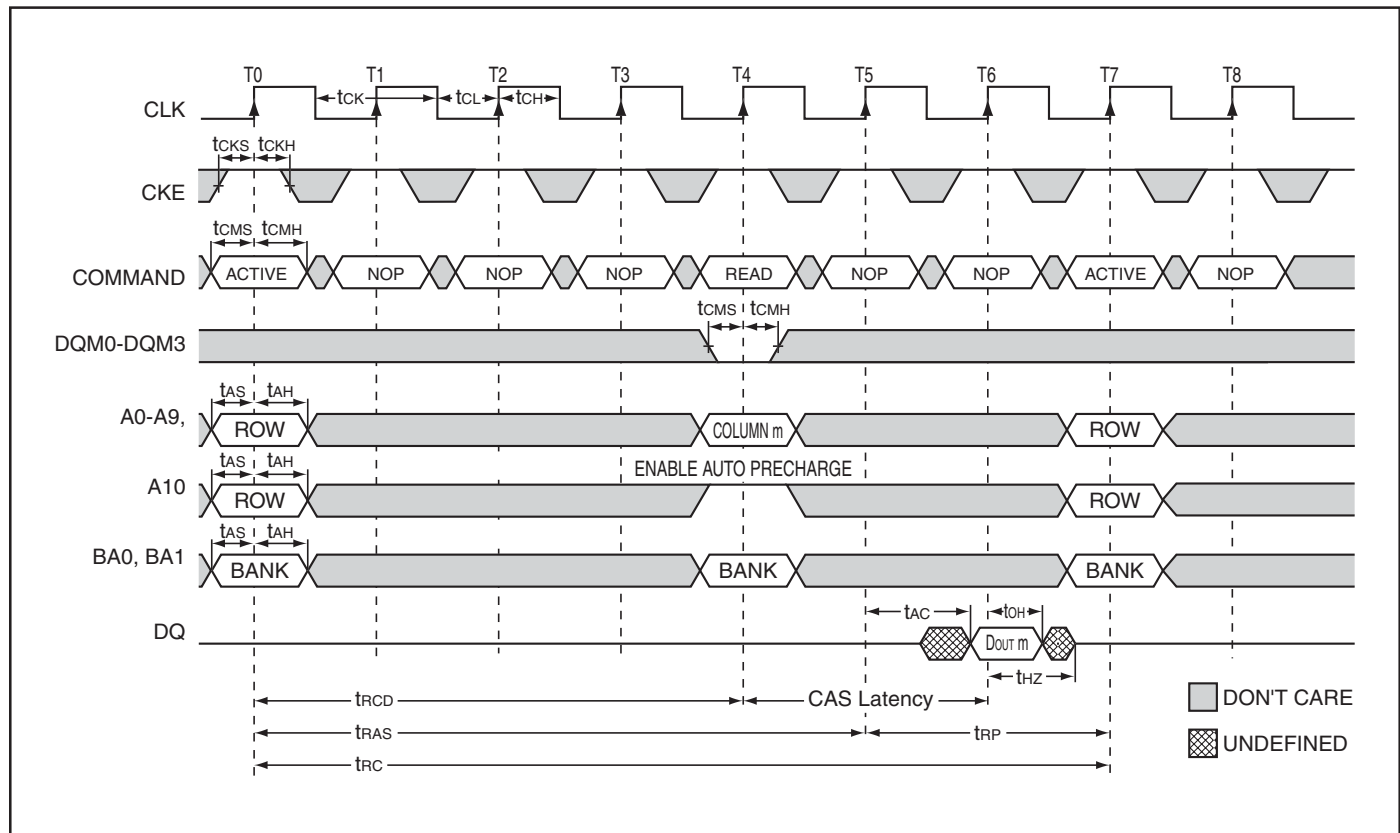 T0 T1 T2 T3 T4 T5 T6 T7 T8
CLK tCK tCL tCH
tCKS tCKH
CKE
tCMS tCMH
COMMAND ACTIVE NOP NOP NOP READ NOP NOP ACTIVE NOP
tCMS tCMH
DQM0-DQM3
tAS tAH
A0-A9, ROW COLUMN m ROW
tAS tAH ENABLE AUTO PRECHARGE
A10 ROW ROW
tAS tAH
BA0, BA1 BANK BANK BANK
tAC tOH
DQ DOUT m
tHZ
tRCD CAS Latency
DON'T CARE
tRAS tRP
UNDEFINED
tRC